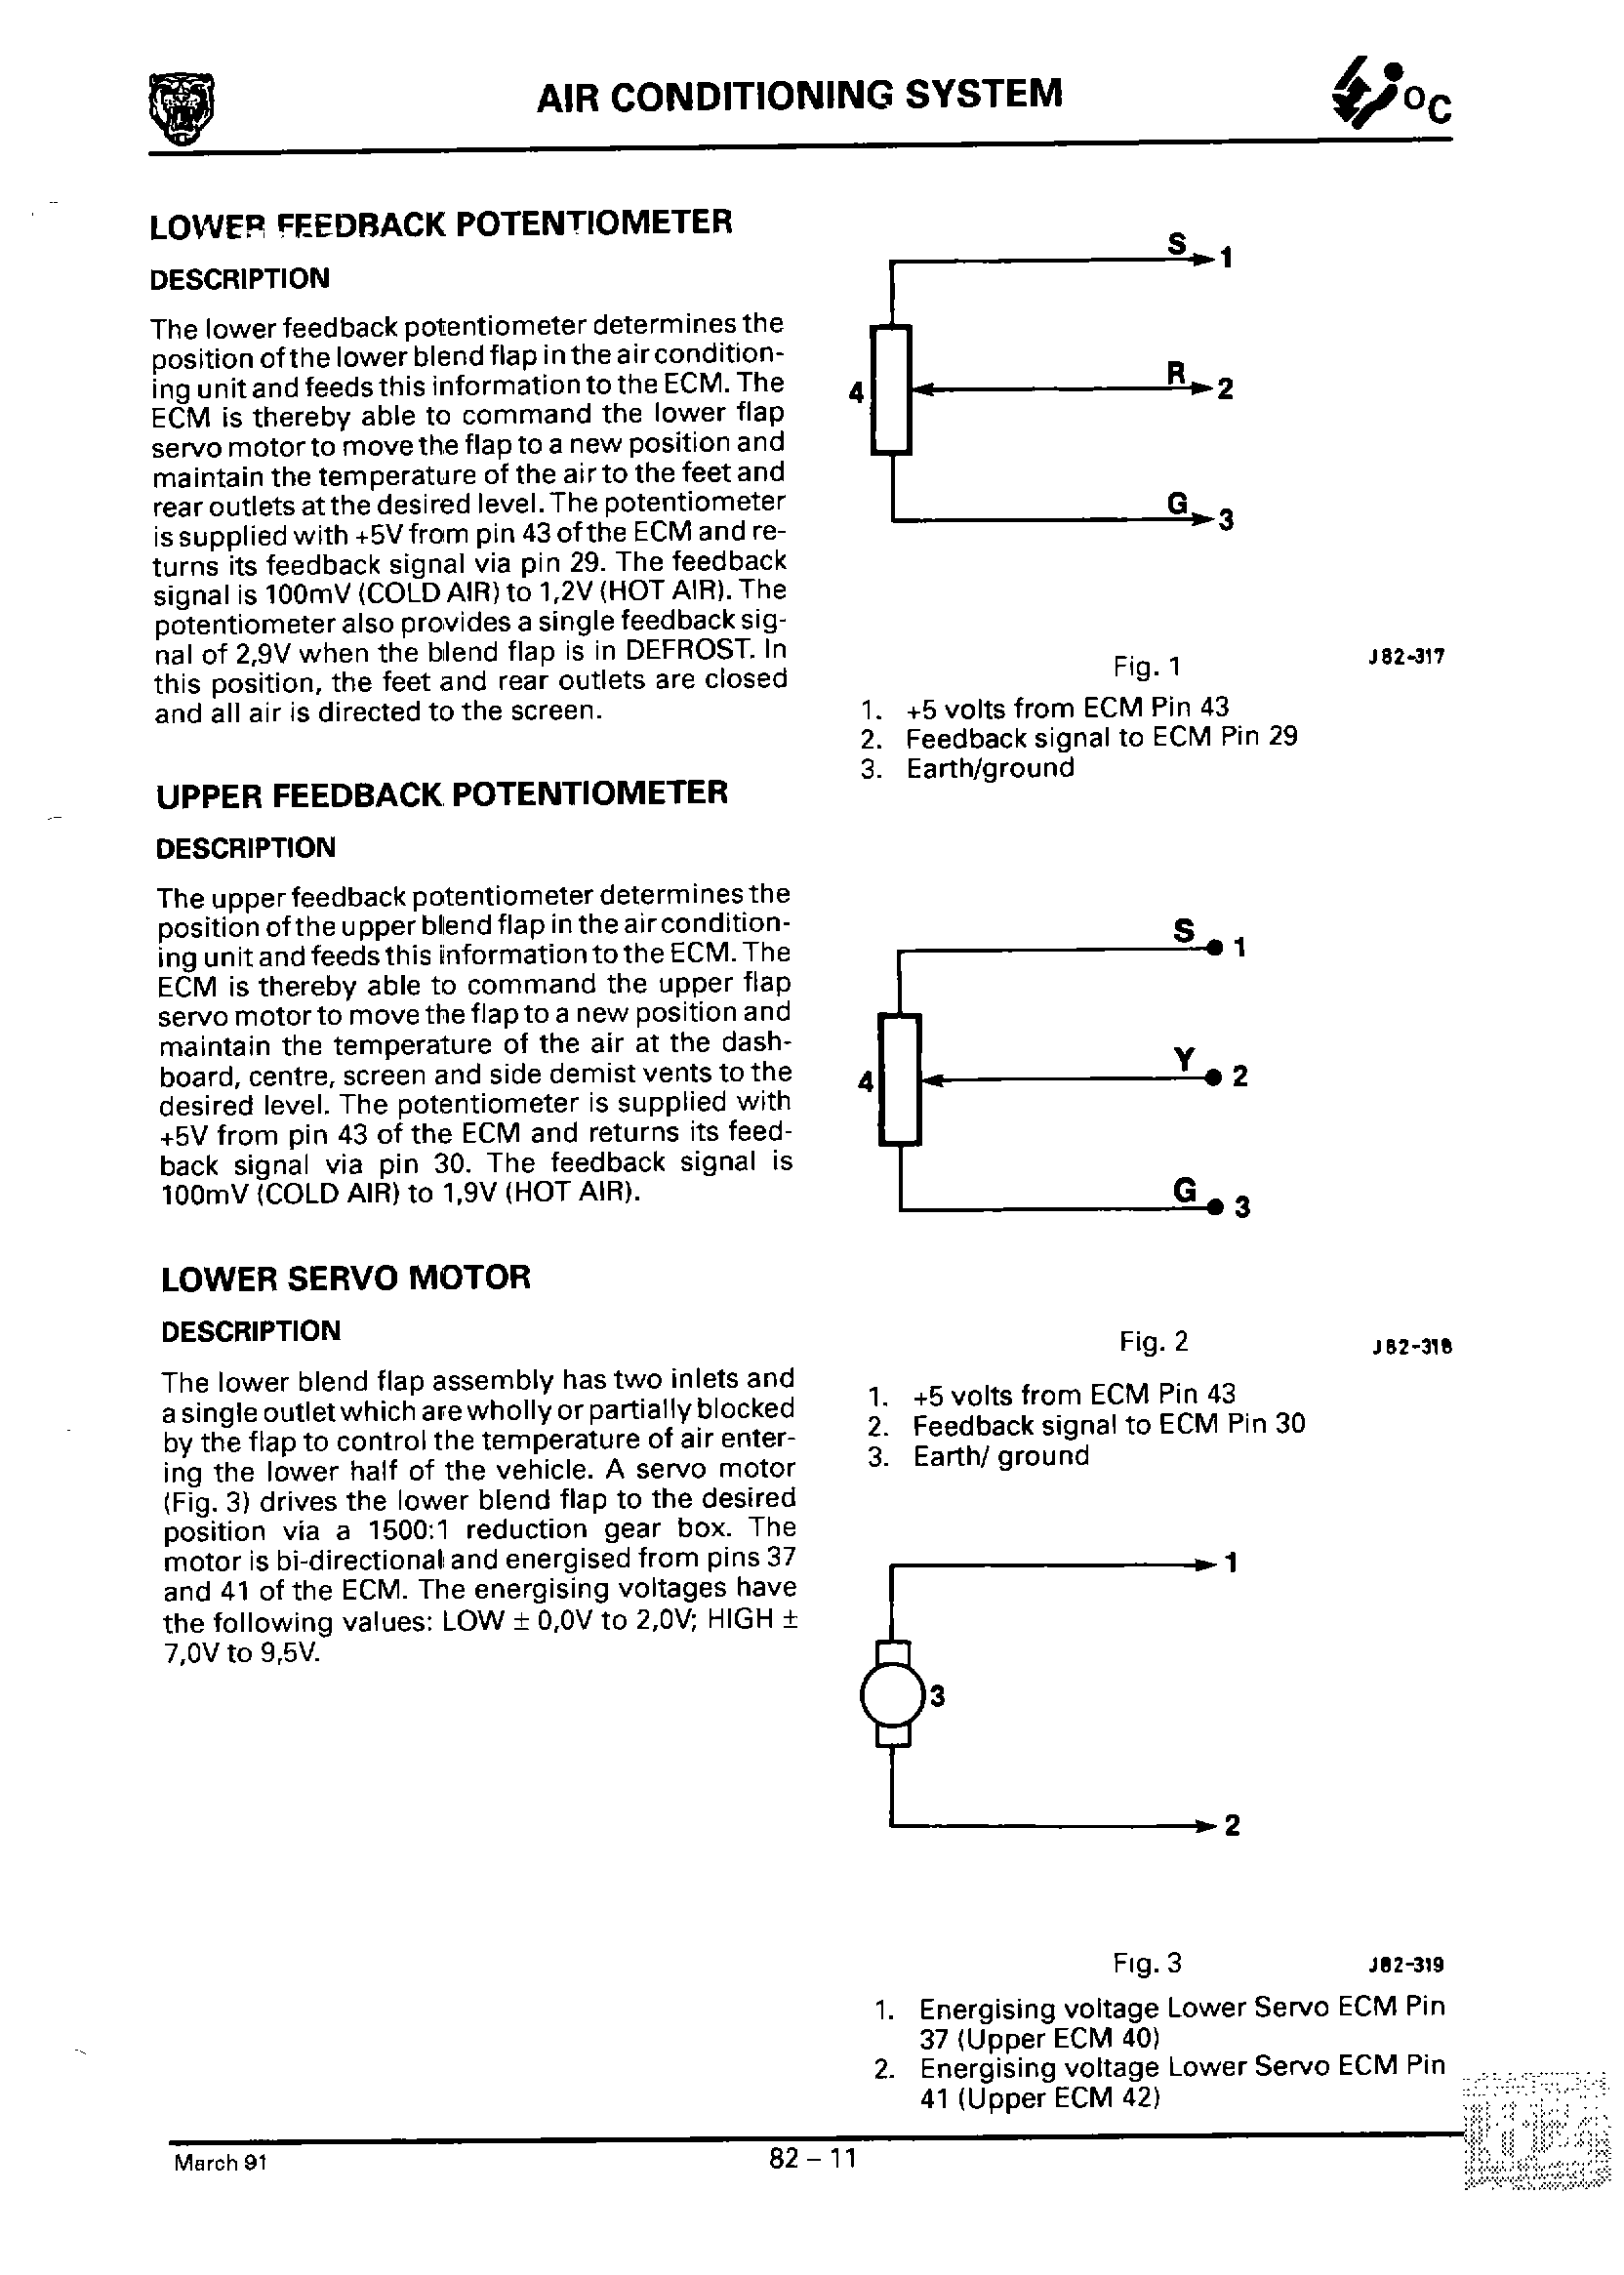 AIR CONDITIONING SYSTEM
°C
LOWER FEEDBACK POTENTIOMETER
DESCRIPTION
The lower feedback potentiometer determines the
position of the lower blend flap in the air condition-
ing unit and feeds this information to the ECM. The
ECM is thereby able to command the lower flap
servo motor to move the flap to a new position and
maintain the temperature of the air to the feet and
rear outlets at the desired level. The potentiometer
is supplied with +5V from pin 43 of the ECM and re-
turns its feedback signal via pin 29. The feedback
signal is 100mV (COLD AIR) to 1,2V (HOT AIR). The
potentiometer also provides a single feedback sig-
nal of 2,9V when the blend flap is in DEFROST. In
this position, the feet and rear outlets are closed
and all air is directed to the screen.
UPPER FEEDBACK POTENTIOMETER
DESCRIPTION
The upper feedback potentiometer determines the
position of the upper blend flap in the air condition-
ing unit and feeds this information to the ECM. The
ECM is thereby able to command the upper flap
servo motor to move the flap to a new position and
maintain the temperature of the air at the dash-
board, centre, screen and side demist vents to the
desired level. The potentiometer is supplied with
+5V from pin 43 of the ECM and returns its feed-
back signal via pin 30. The feedback signal is
100mV (COLD AIR) to 1,9V (HOT AIR).
LOWER SERVO MOTOR
DESCRIPTION
The lower blend flap assembly has two inlets and
a single outlet which are wholly or partially blocked
by the flap to control the temperature of air enter-
ing the lower half of the vehicle. A servo motor
(Fig. 3) drives the lower blend flap to the desired
position via a 1500:1 reduction gear box. The
motor is bi-directional and energised from pins 37
and 41 of the ECM. The energising voltages have
the following values: LOW ± 0,0V to 2,0V; HIGH ±
7,0V to 9,5V.
S 1
4 R 2
G 3
Fig. 1 J82-317
1. +5 volts from ECM Pin 43
2. Feedback signal to ECM Pin 29
3. Earth/ground
S 1
4 Y 2
G 3
Fig. 2 J82-318
1. +5 volts from ECM Pin 43
2. Feedback signal to ECM Pin 30
3. Earth/ ground
1
3
2
Fig. 3 J82-319
1. Energising voltage Lower Servo ECM Pin
37 (Upper ECM 40)
2. Energising voltage Lower Servo ECM Pin
41 (Upper ECM 42)
March 91 82 – 11